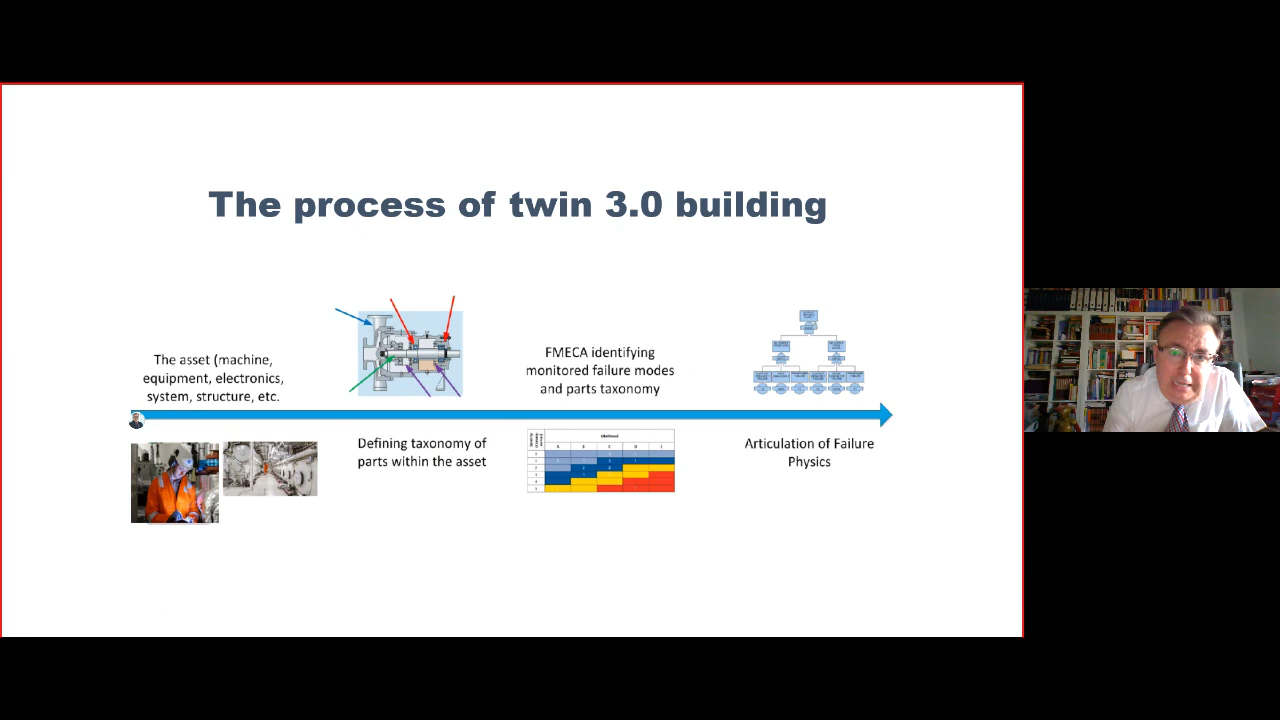 The process of twin 3.0 building
The asset (machine,
equipment, electronics,
system, structure, etc.
Defining taxonomy of
parts within the asset
FMECA identifying
monitored failure modes
and parts taxonomy
Likelihood
Articulation of Failure
Physics